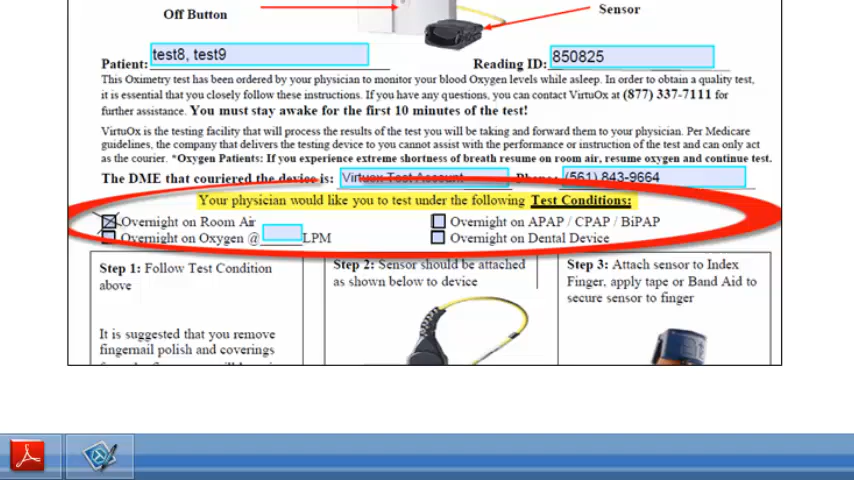 Off Button
Sensor
Patient: test8, test9 Reading ID: 850825
This Oximetry test has been ordered by your physician to monitor your blood Oxygen levels while asleep. In order to obtain a quality test,
it is essential that you closely follow these instructions. If you have any questions, you can contact VirtuOx at (877) 337-7111 for
further assistance. You must stay awake for the first 10 minutes of the test!
VirtuOx is the testing facility that will process the results of the test you will be taking and forward them to your physician. Per Medicare
guidelines, the company that delivers the testing device to you cannot assist with the performance or instruction of the test and can only act
as the courier. *Oxygen Patients: If you experience extreme shortness of breath resume on room air, resume oxygen and continue test.
The DME that couriered the device is: Virtuox Test Account Phone: (561) 843-9664
Your physician would like you to test under the following Test Conditions:
Overnight on Room Air Overnight on APAP / CPAP / BiPAP
Overnight on Oxygen @ LPM Overnight on Dental Device
Step 1: Follow Test Condition
above
It is suggested that you remove
fingernail polish and coverings
Step 2: Sensor should be attached
as shown below to device
Step 3: Attach sensor to Index
Finger, apply tape or Band Aid to
secure sensor to finger